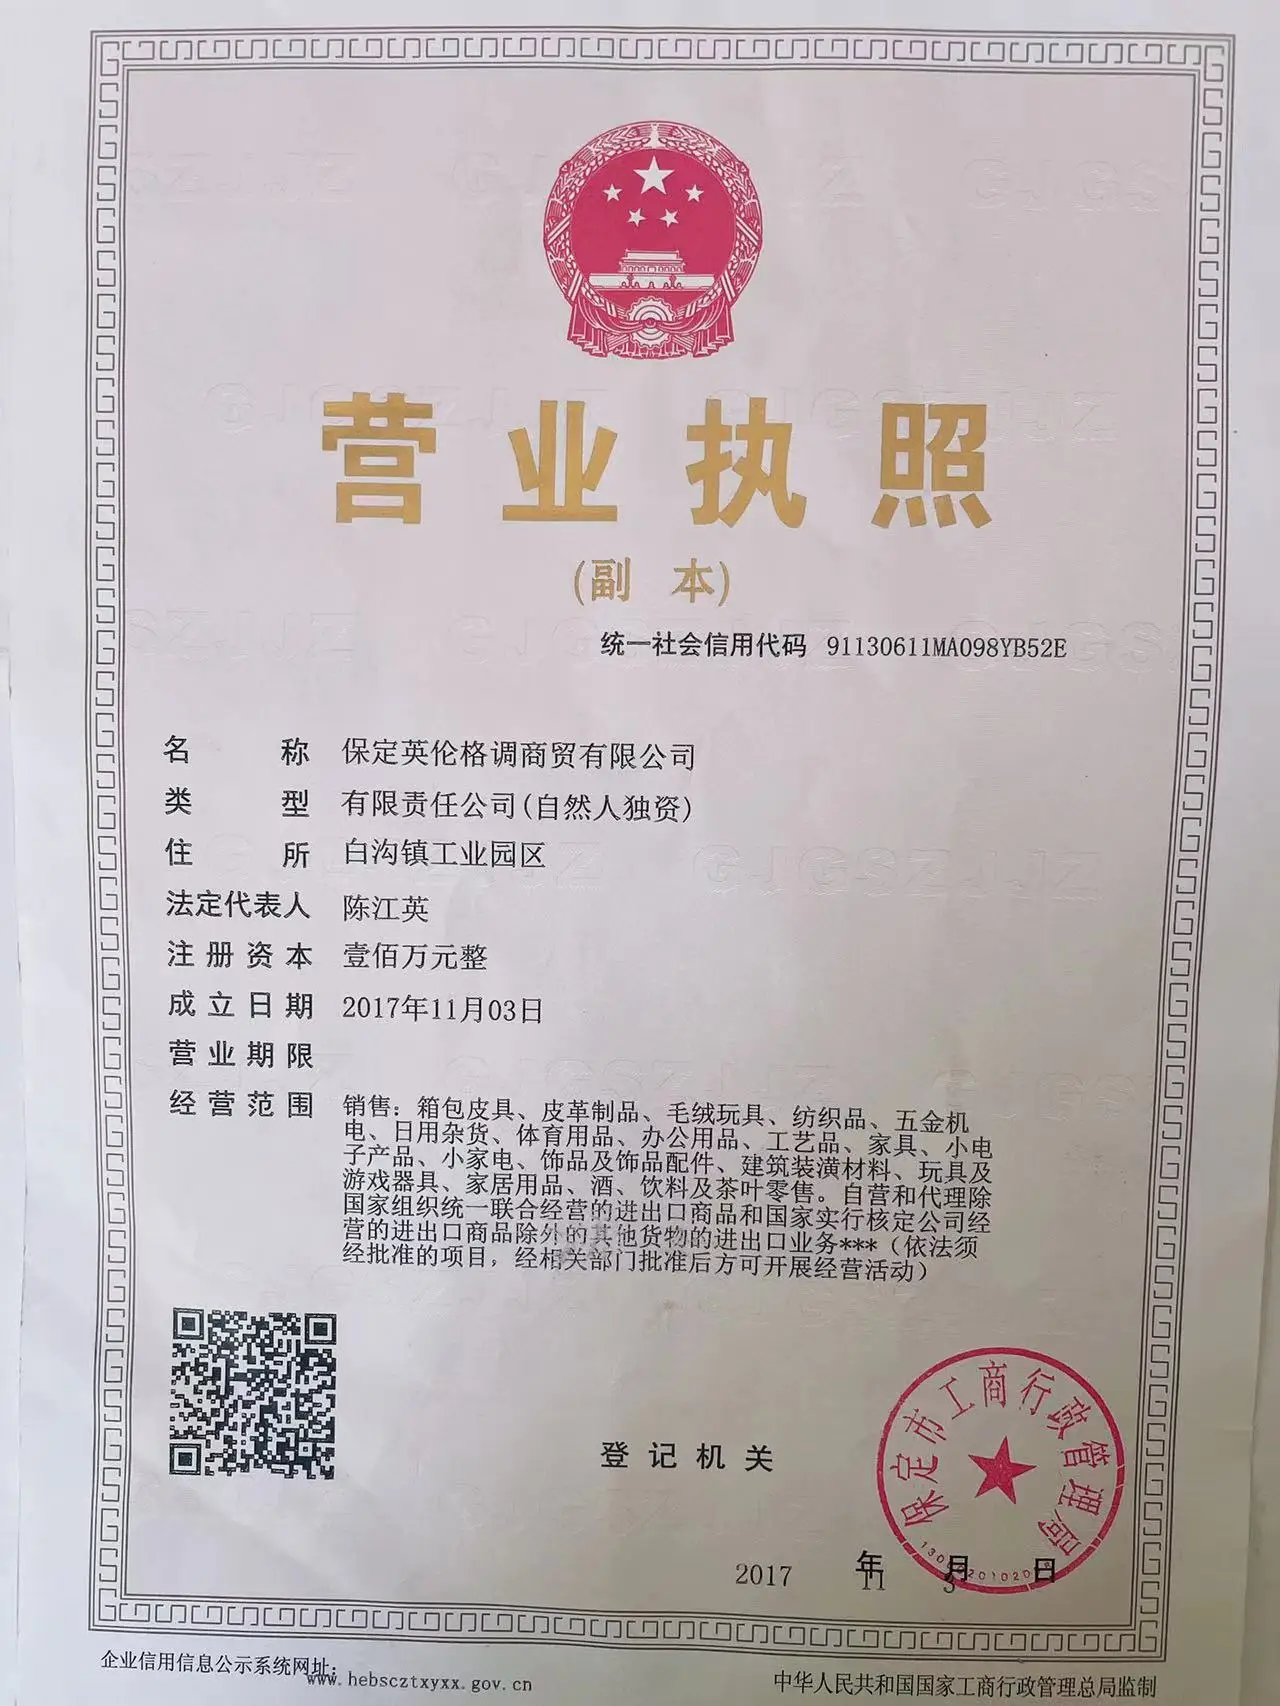 营业执照
(副 本)
统一社会信用代码 91130611MA098YB52E
名 称 保定英伦格调商贸有限公司
类 型 有限责任公司(自然人独资)
住 所 白沟镇工业园区
法定代表人 陈江英
注册资本 壹佰万元整
成立日期 2017年11月03日
营业期限
经营范围 销售：箱包皮具、皮革制品、毛绒玩具、纺织品、五金机
电、日用杂货、体育用品、办公用品、工艺品、家具、小电
子产品、小家电、饰品及饰品配件、建筑装潢材料、玩具及
游戏器具、家居用品、酒、饮料及茶叶零售。自营和代理除
国家组织统一联合经营的进出口商品和国家实行核定公司经
营的进出口商品除外的其他货物的进出口业务***（依法须
经批准的项目，经相关部门批准后方可开展经营活动）
登记机关
保定市工商行政管理局
2017 年 11 月 3 日
企业信用信息公示系统网址：www.hebscztxyxx.gov.cn
中华人民共和国国家工商行政管理总局监制